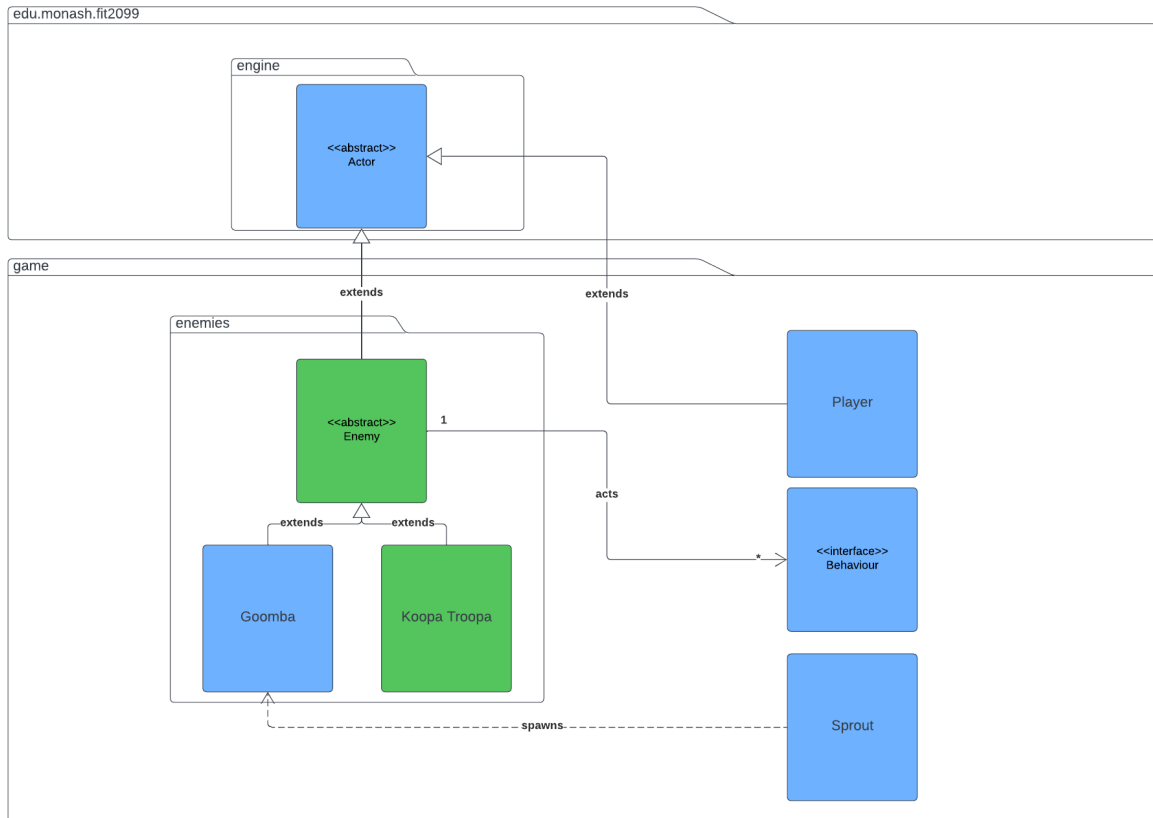 edu.monash.fit2099
engine
<<abstract>>
Actor
game
extends
extends
enemies
<<abstract>>
Enemy
1
Player
acts
extends
extends
*
<<interface>>
Behaviour
Goomba
Koopa Troopa
spawns
Sprout